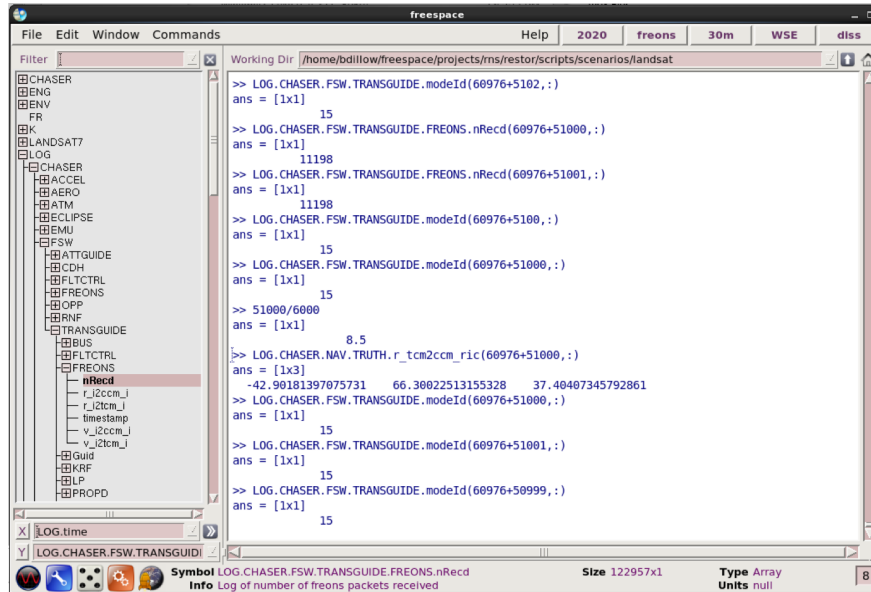 freespace
File Edit Window Commands Help 2020 freons 30m WSE diss
Filter
Working Dir /home/bdillow/freespace/projects/rns/restor/scripts/scenarios/landsat
CHASER
ENG
ENV
FR
K
LANDSAT7
LOG
CHASER
ACCEL
AERO
ATM
ECLIPSE
EMU
FSW
ATTGUIDE
CDH
FLTCTRL
FREONS
OPP
RNF
TRANSGUIDE
BUS
FLTCTRL
FREONS
nRecd
r_i2ccm_i
r_i2tcm_i
timestamp
v_i2ccm_i
v_i2tcm_i
Guid
KRF
LP
PROPD
X LOG.time
Y LOG.CHASER.FSW.TRANSGUIDI
>> LOG.CHASER.FSW.TRANSGUIDE.modeId(60976+5102,:)
ans = [1x1]
15
>> LOG.CHASER.FSW.TRANSGUIDE.FREONS.nRecd(60976+51000,:)
ans = [1x1]
11198
>> LOG.CHASER.FSW.TRANSGUIDE.FREONS.nRecd(60976+51001,:)
ans = [1x1]
11198
>> LOG.CHASER.FSW.TRANSGUIDE.modeId(60976+5100,:)
ans = [1x1]
15
>> LOG.CHASER.FSW.TRANSGUIDE.modeId(60976+51000,:)
ans = [1x1]
15
>> 51000/6000
ans = [1x1]
8.5
>> LOG.CHASER.NAV.TRUTH.r_tcm2ccm_ric(60976+51000,:)
ans = [1x3]
-42.90181397075731 66.30022513155328 37.40407345792861
>> LOG.CHASER.FSW.TRANSGUIDE.modeId(60976+51000,:)
ans = [1x1]
15
>> LOG.CHASER.FSW.TRANSGUIDE.modeId(60976+51001,:)
ans = [1x1]
15
>> LOG.CHASER.FSW.TRANSGUIDE.modeId(60976+50999,:)
ans = [1x1]
15
Symbol LOG.CHASER.FSW.TRANSGUIDE.FREONS.nRecd Size 122957x1 Type Array
Info Log of number of freons packets received Units null
8